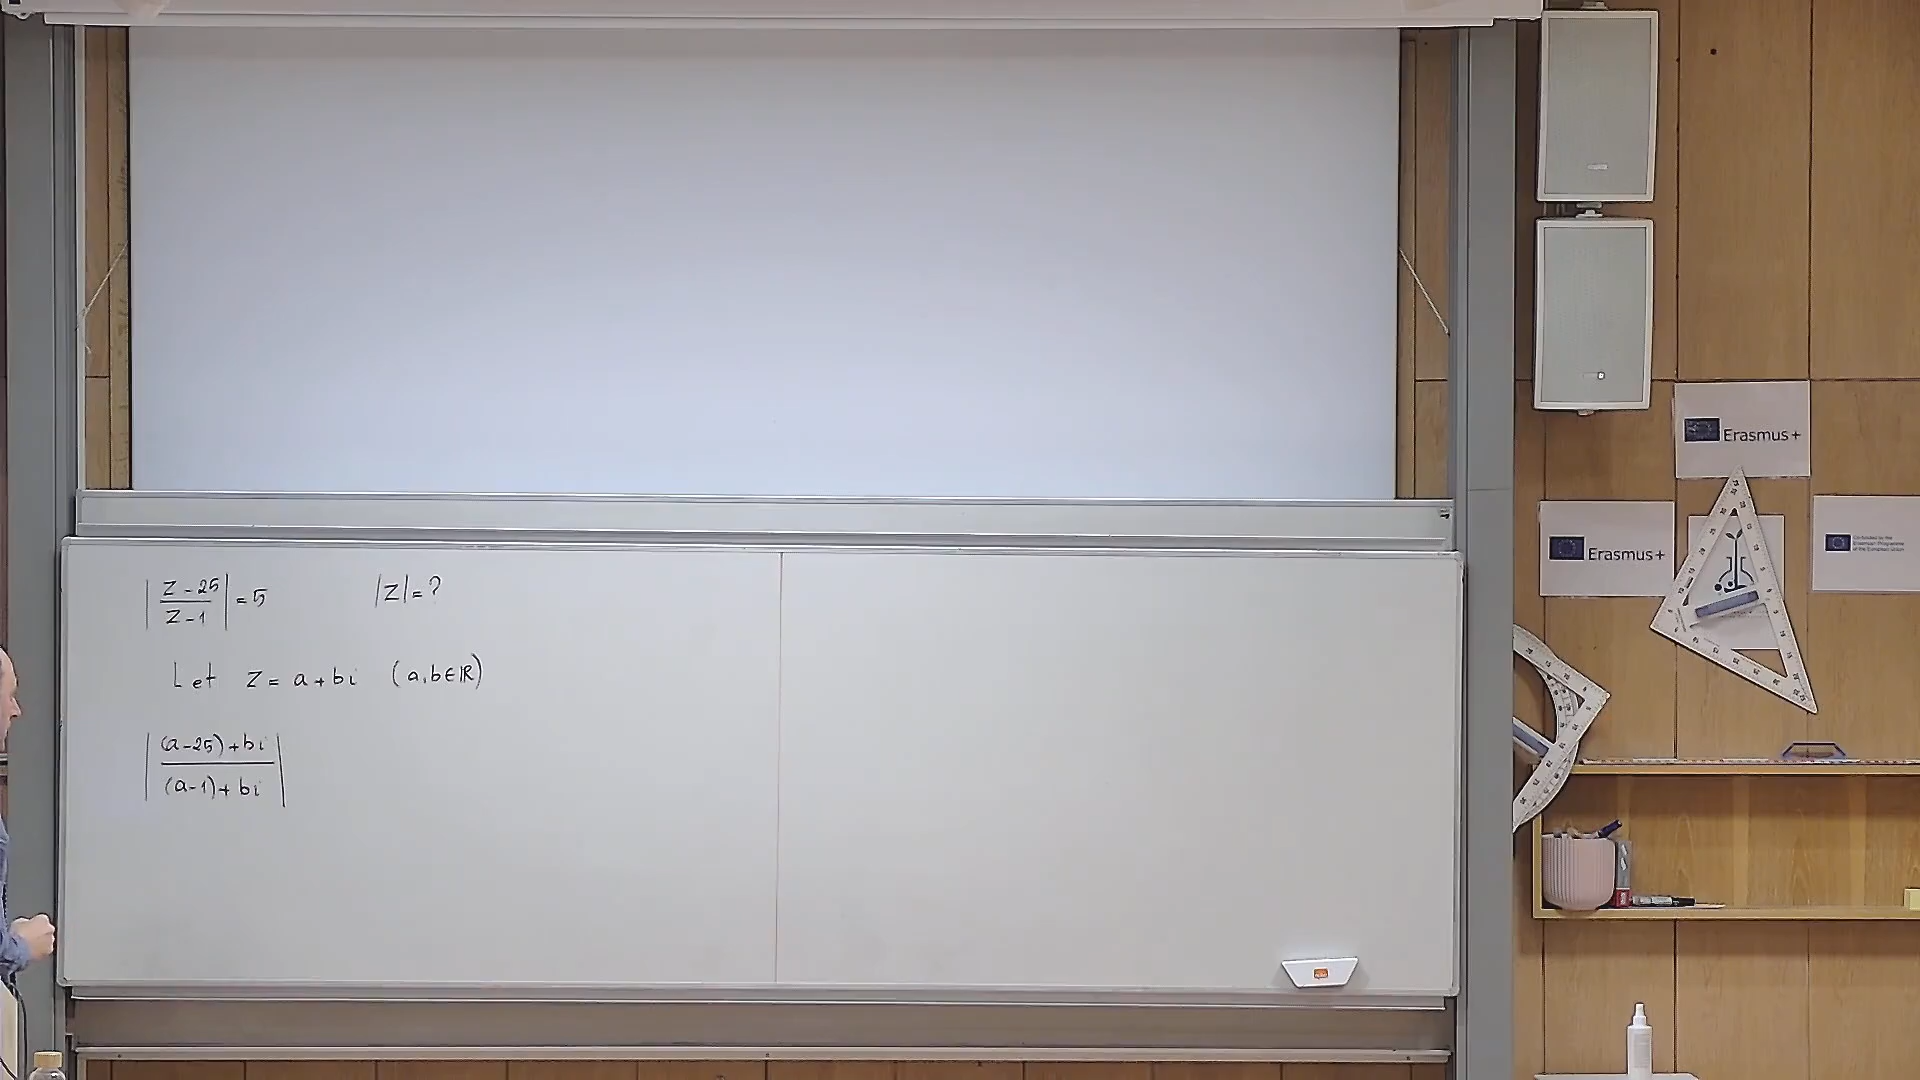 | (z-25)/(z-1) | = 5    |z| = ?
Let z = a + bi (a, b ∈ ℝ)
| ((a-25)+bi)/((a-1)+bi) |
Erasmus+
Erasmus+